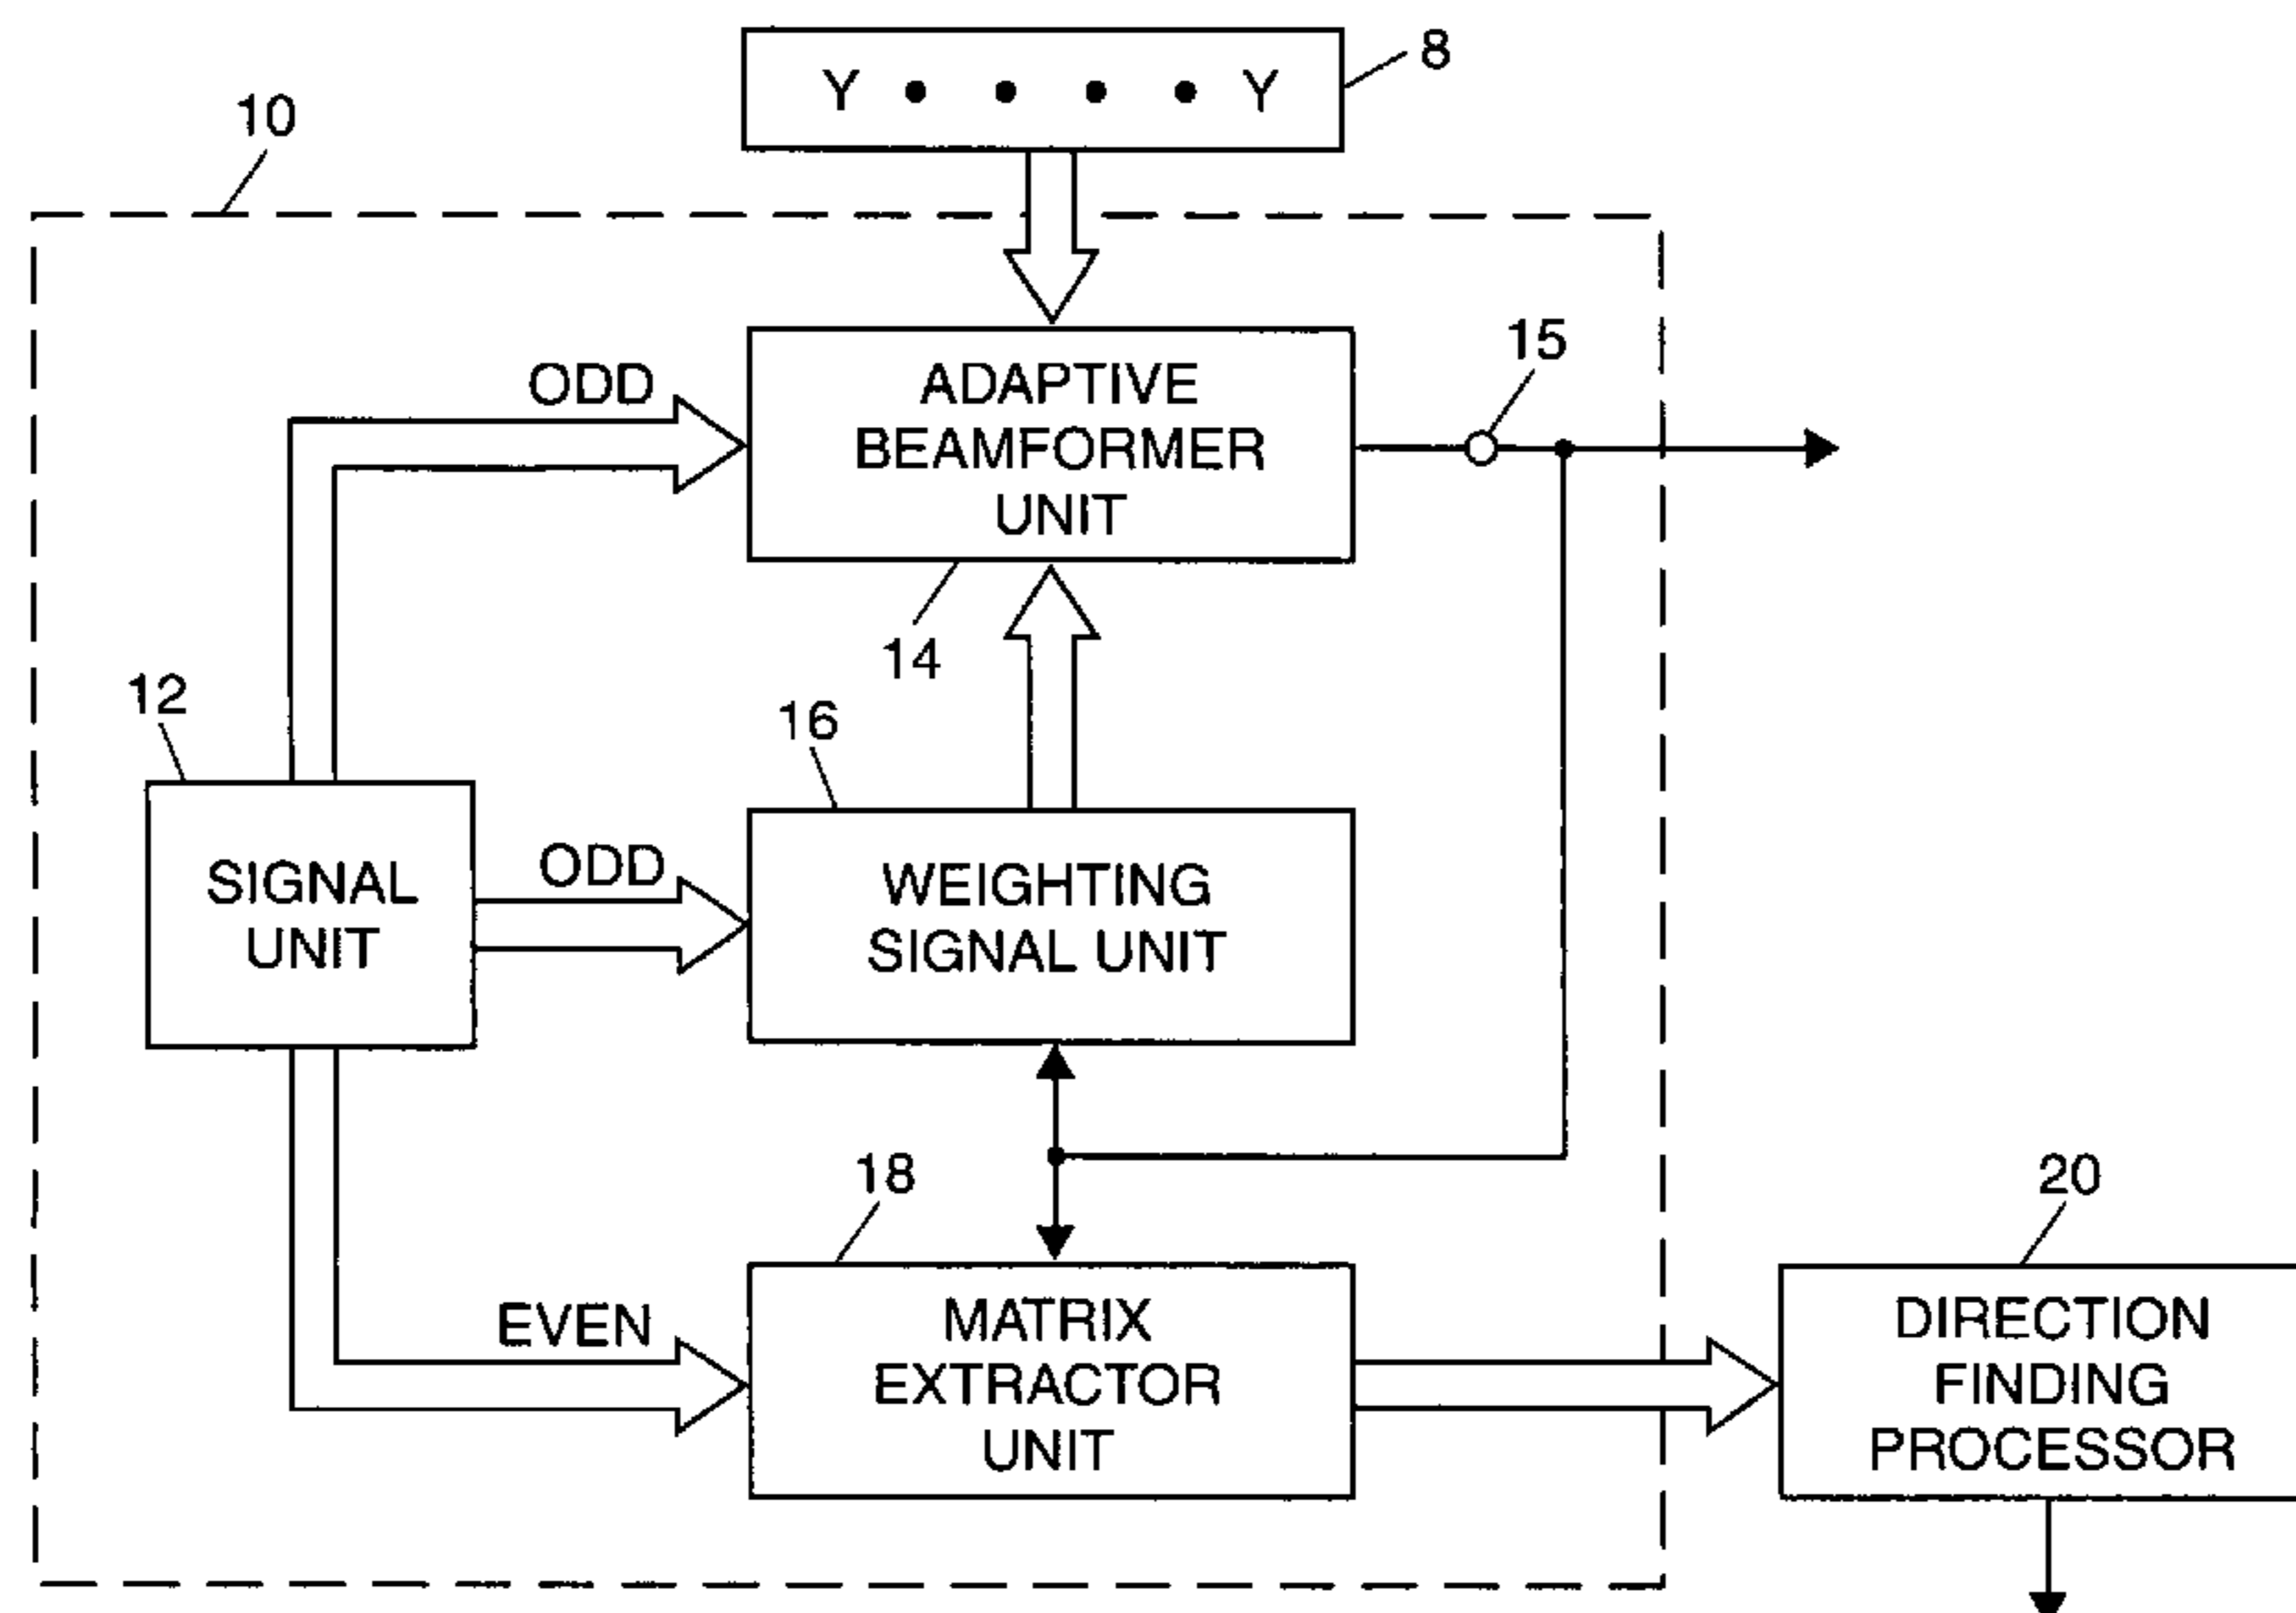 8
Y • • • • Y
10
15
ODD
ADAPTIVE
BEAMFORMER
UNIT
14
12
16
SIGNAL
UNIT
ODD
WEIGHTING
SIGNAL UNIT
18
20
EVEN
MATRIX
EXTRACTOR
UNIT
DIRECTION
FINDING
PROCESSOR